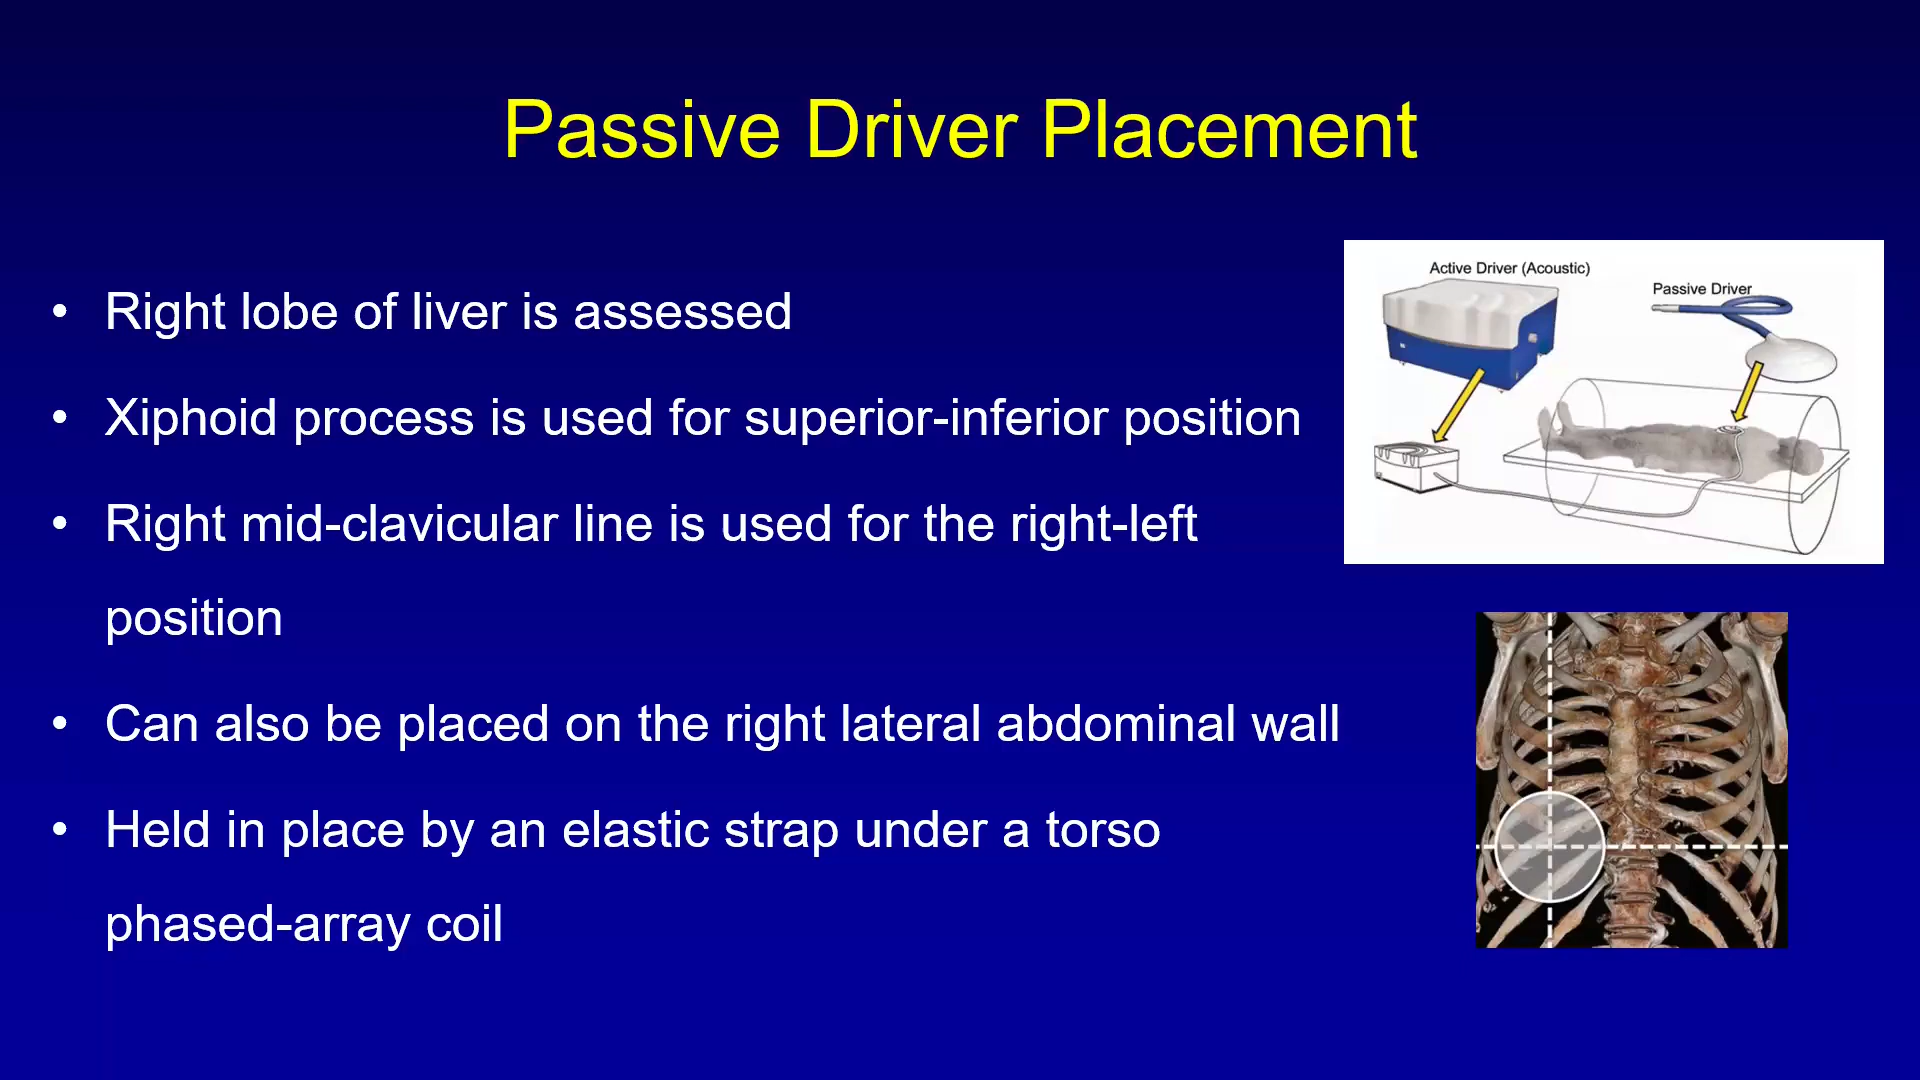 Passive Driver Placement
• Right lobe of liver is assessed
• Xiphoid process is used for superior-inferior position
• Right mid-clavicular line is used for the right-left
position
• Can also be placed on the right lateral abdominal wall
• Held in place by an elastic strap under a torso
phased-array coil
Active Driver (Acoustic)
Passive Driver